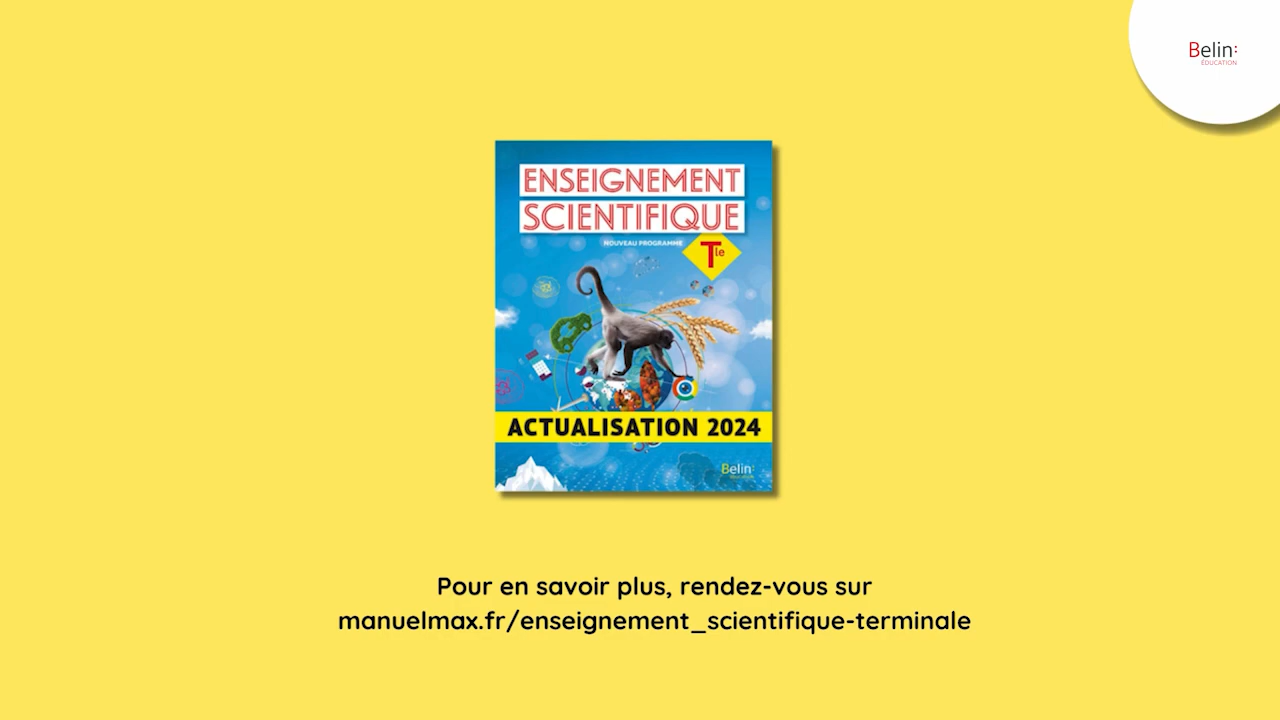 Belin:
ÉDUCATION
ENSEIGNEMENT
SCIENTIFIQUE
NOUVEAU PROGRAMME
Tle
ACTUALISATION 2024
Belin:
Pour en savoir plus, rendez-vous sur
manuelmax.fr/enseignement_scientifique-terminale